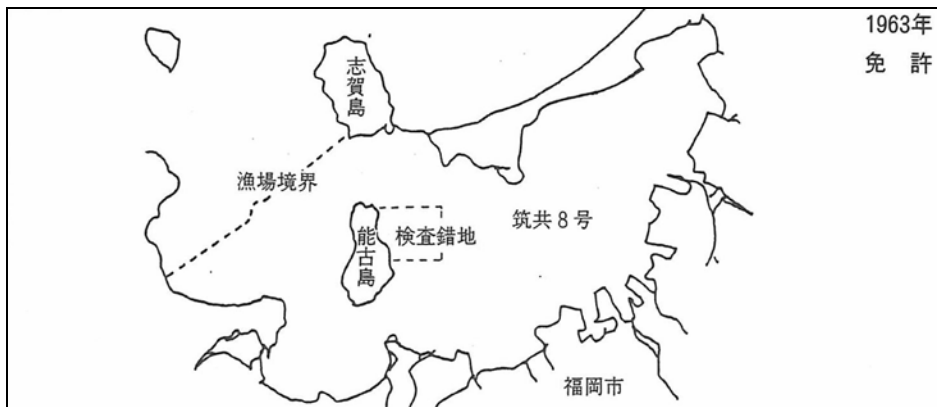 1963年
免　許
志賀島
漁場境界
能古島
検査錯地
筑共8号
福岡市